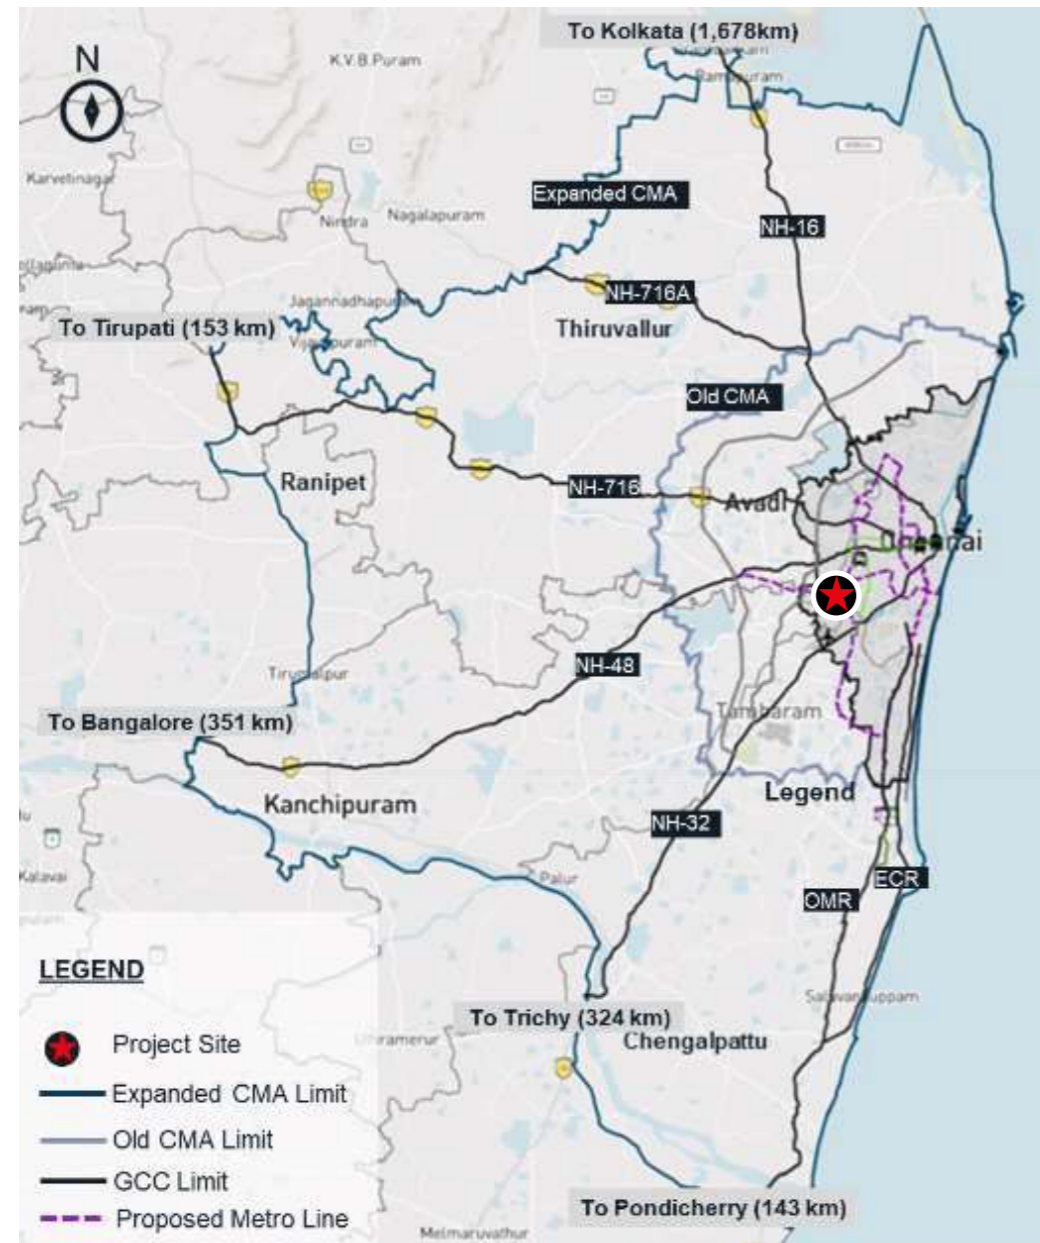 To Kolkata (1,678km)
N
K.V.B.Puram
Ramapuram
Karvetinagar
Expanded CMA
Nindra
Nagalapuram
NH-16
NH-716A
Jagannadhapuram
To Tirupati (153 km)
Thiruvallur
Old CMA
Ranipet
NH-716
Avadi
Chennai
NH-48
Tambaram
To Bangalore (351 km)
Legend
Kanchipuram
NH-32
Kalavai
Palur
ECR
OMR
LEGEND
To Trichy (324 km)
Chengalpattu
Project Site
Expanded CMA Limit
Old CMA Limit
GCC Limit
Proposed Metro Line
To Pondicherry (143 km)
Melmaruvathur